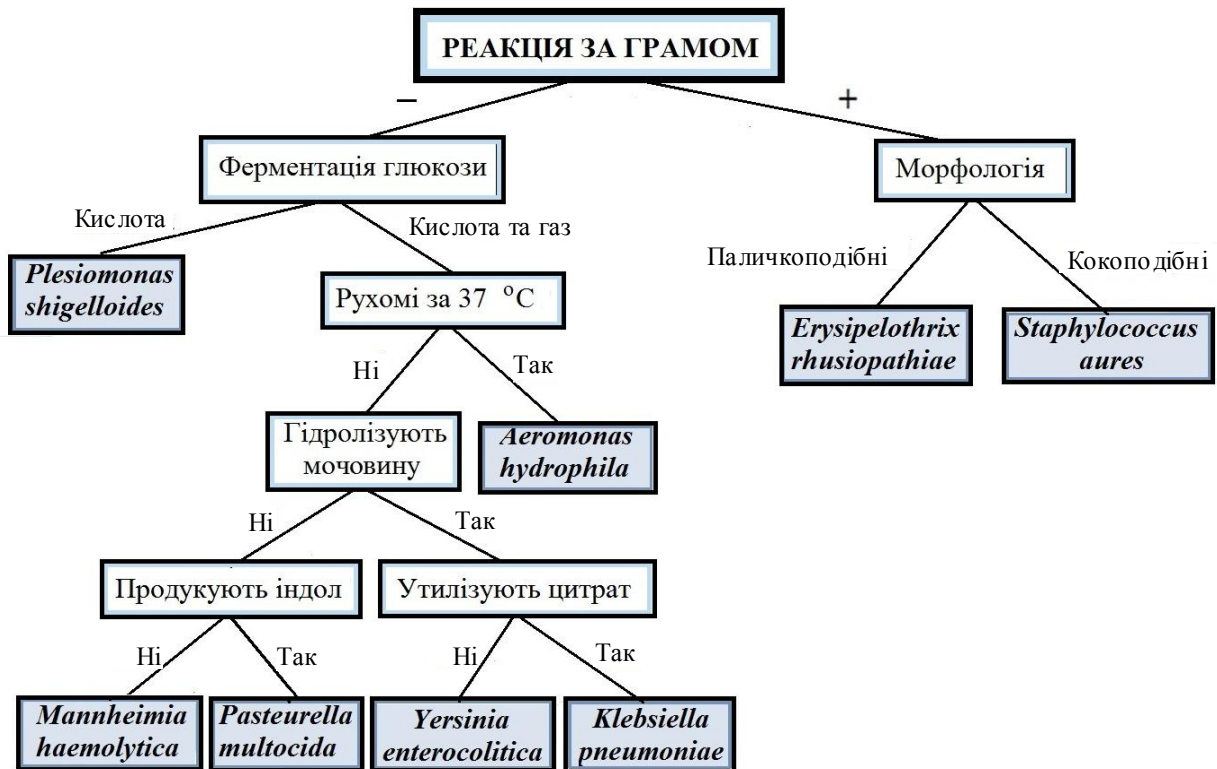 РЕАКЦІЯ ЗА ГРАМОМ
–
+
Ферментація глюкози
Морфологія
Кислота
Кислота та газ
Паличкоподібні
Кокоподібні
Plesiomonas
shigelloides
Рухомі за 37 °C
Erysipelothrix
rhusiopathiae
Staphylococcus
aures
Ні
Так
Гідролізують
мочовину
Aeromonas
hydrophila
Ні
Так
Продукують індол
Утилізують цитрат
Ні
Так
Ні
Так
Mannheimia
haemolytica
Pasteurella
multocida
Yersinia
enterocolitica
Klebsiella
pneumoniae